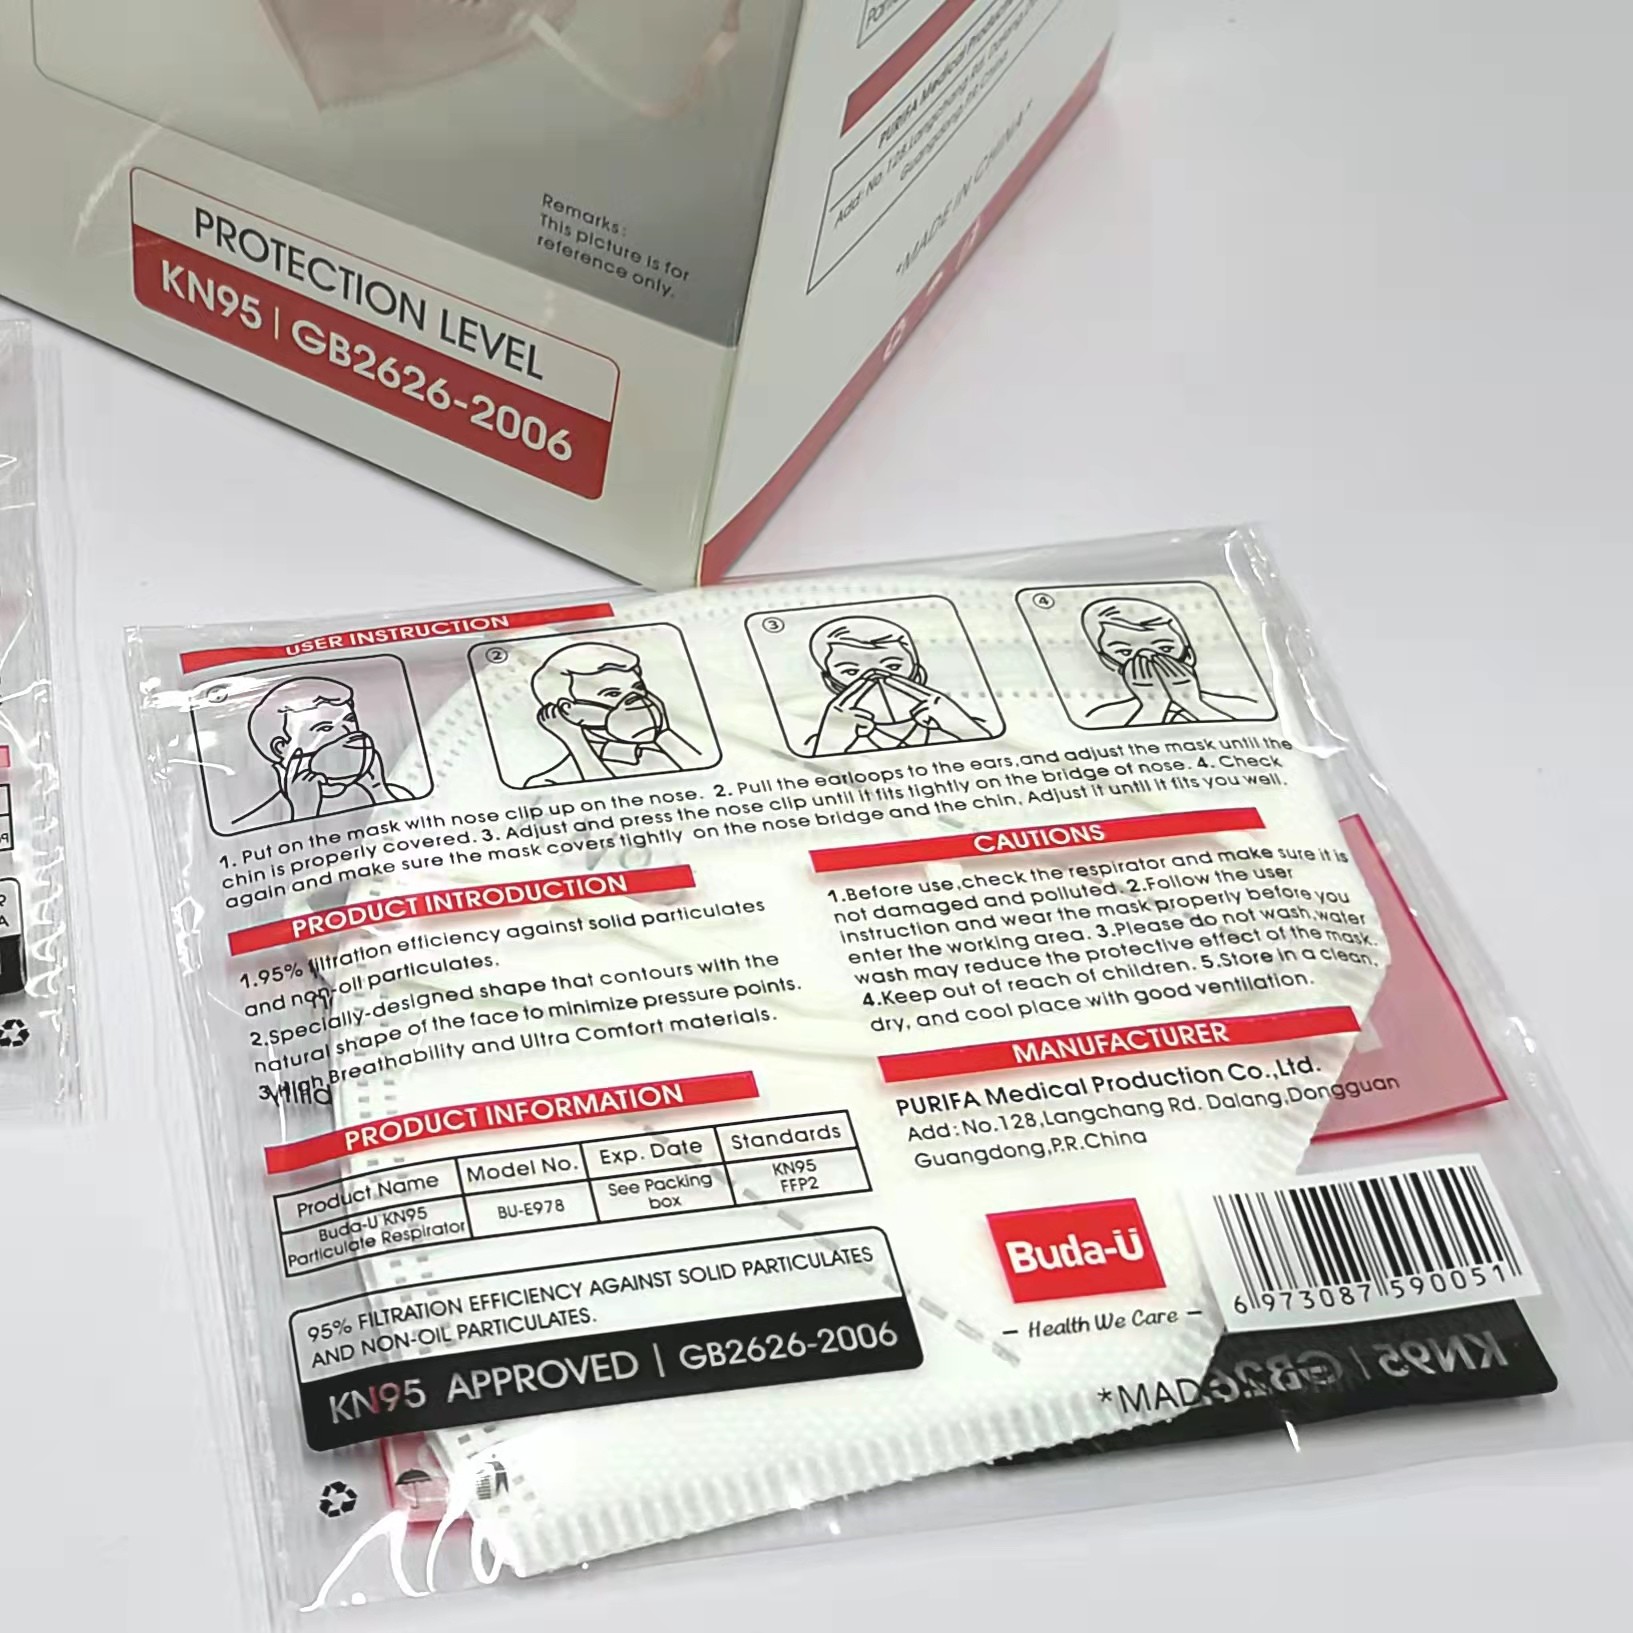 PROTECTION LEVEL
KN95 | GB2626-2006
Remarks:
This picture is for
reference only.
PURIFA Medical
Add: No. 128, Langchang Rd. Dalang
Guangdong, P.R. China
*MADE IN CHINA*
USER INSTRUCTION
2
3
4
1. Put on the mask with nose clip up on the nose. 2. Pull the earloops to the ears,and adjust the mask until the
chin is properly covered. 3. Adjust and press the nose clip until it fits tightly on the bridge of nose. 4. Check
again and make sure the mask covers tightly on the nose bridge and the chin. Adjust it until it fits you well.
PRODUCT INTRODUCTION
1.95% filtration efficiency against solid particulates
and non-oil particulates.
2.Specially-designed shape that contours with the
natural shape of the face to minimize pressure points.
3.High Breathability and Ultra Comfort materials.
CAUTIONS
1.Before use,check the respirator and make sure it is
not damaged and polluted. 2.Follow the user
instruction and wear the mask properly before you
enter the working area. 3.Please do not wash,water
wash may reduce the protective effect of the mask.
4.Keep out of reach of children. 5.Store in a clean,
dry, and cool place with good ventilation.
MANUFACTURER
PURIFA Medical Production Co.,Ltd.
Add:No.128,Langchang Rd. Dalang,Dongguan
Guangdong,P.R.China
PRODUCT INFORMATION
Product Name Model No. Exp. Date Standards
Buda-U KN95 Particulate Respirator BU-E978 See Packing box KN95 FFP2
95% FILTRATION EFFICIENCY AGAINST SOLID PARTICULATES
AND NON-OIL PARTICULATES.
KN95 APPROVED | GB2626-2006
Buda-Ü
– Health We Care –
6 973087 590051
*MAD
KN95 | GB26